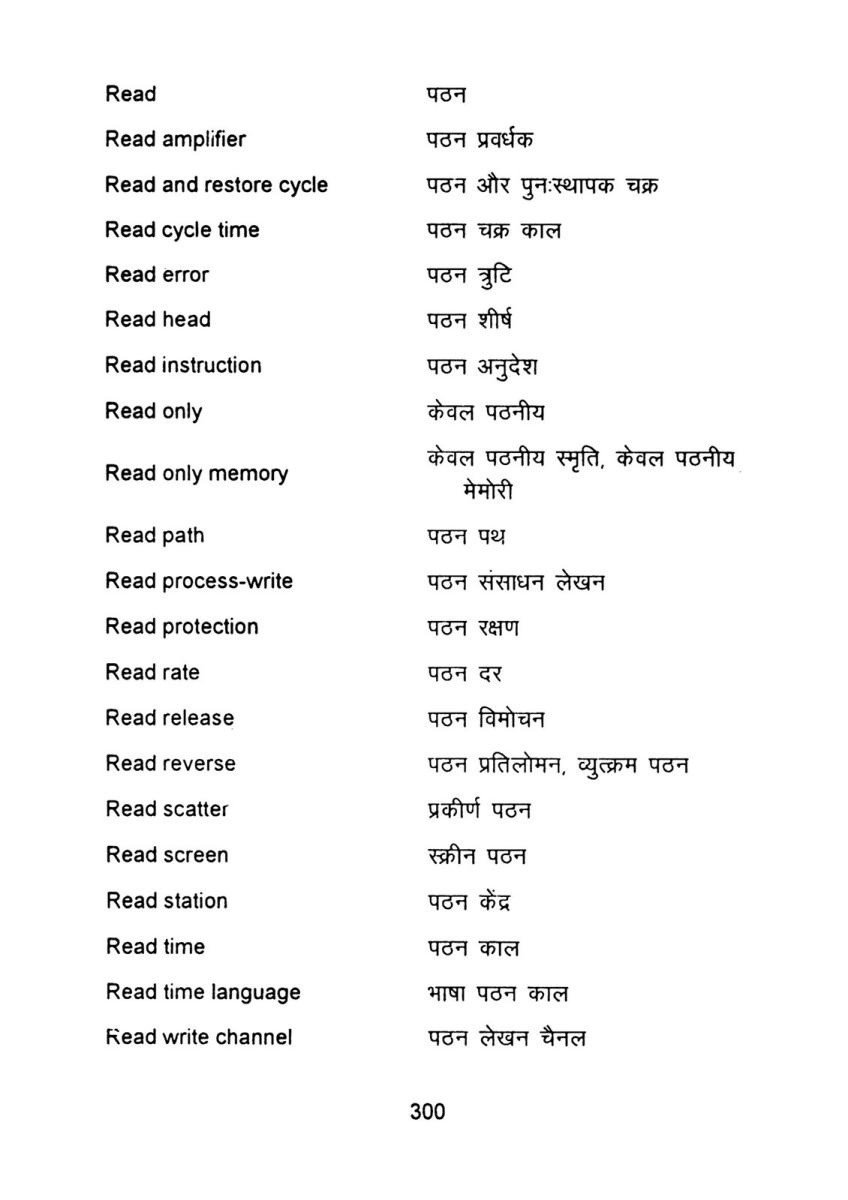 Read पठन
Read amplifier पठन प्रवर्धक
Read and restore cycle पठन और पुनःस्थापक चक्र
Read cycle time पठन चक्र काल
Read error पठन त्रुटि
Read head पठन शीर्ष
Read instruction पठन अनुदेश
Read only केवल पठनीय
Read only memory केवल पठनीय स्मृति, केवल पठनीय
मेमोरी
Read path पठन पथ
Read process-write पठन संसाधन लेखन
Read protection पठन रक्षण
Read rate पठन दर
Read release पठन विमोचन
Read reverse पठन प्रतिलोमन, व्युत्क्रम पठन
Read scatter प्रकीर्ण पठन
Read screen स्क्रीन पठन
Read station पठन केंद्र
Read time पठन काल
Read time language भाषा पठन काल
Read write channel पठन लेखन चैनल
300